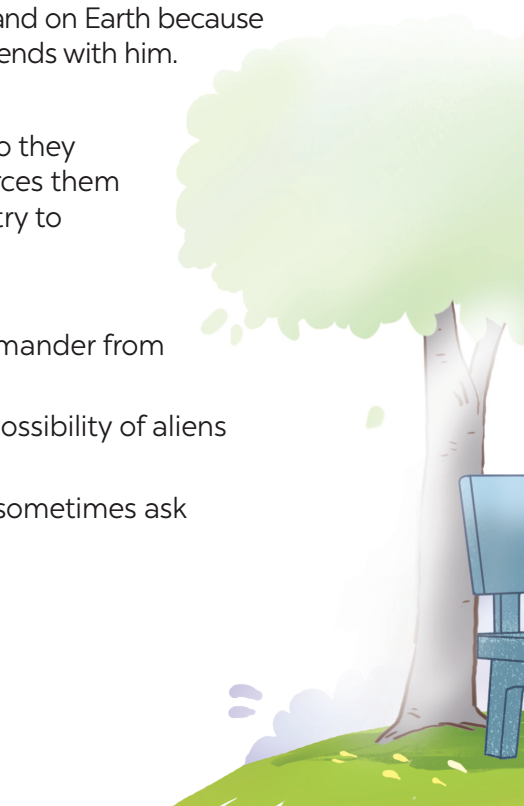 and on Earth because
ends with him.
o they
rces them
try to
mander from
ossibility of aliens
sometimes ask